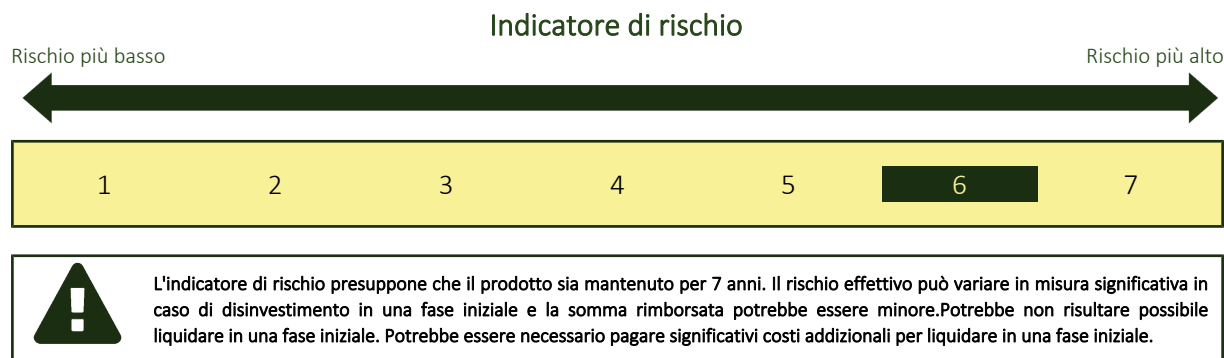 Indicatore di rischio
Rischio più basso
Rischio più alto
1 2 3 4 5 6 7
L'indicatore di rischio presuppone che il prodotto sia mantenuto per 7 anni. Il rischio effettivo può variare in misura significativa in
caso di disinvestimento in una fase iniziale e la somma rimborsata potrebbe essere minore.Potrebbe non risultare possibile
liquidare in una fase iniziale. Potrebbe essere necessario pagare significativi costi addizionali per liquidare in una fase iniziale.